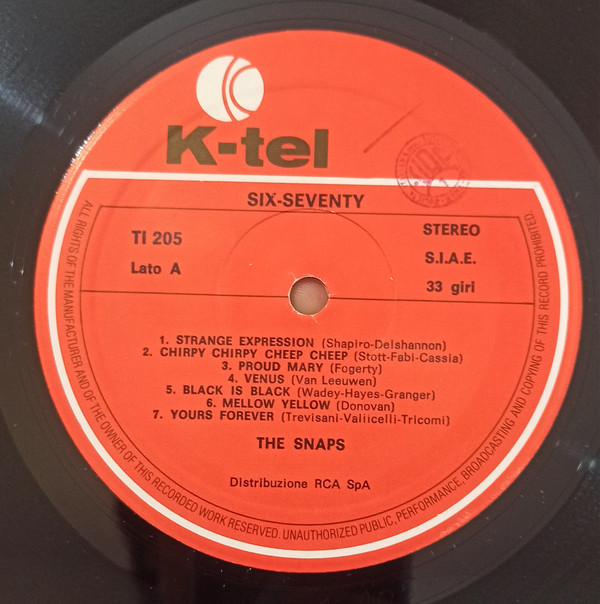 K-tel
SIX-SEVENTY
TI 205
Lato A
STEREO
S.I.A.E.
33 giri
1. STRANGE EXPRESSION (Shapiro-Delshannon)
2. CHIRPY CHIRPY CHEEP CHEEP (Stott-Fabi-Cassia)
3. PROUD MARY (Fogerty)
4. VENUS (Van Leeuwen)
5. BLACK IS BLACK (Wadey-Hayes-Granger)
6. MELLOW YELLOW (Donovan)
7. YOURS FOREVER (Trevisani-Valiicelli-Tricomi)
THE SNAPS
Distribuzione RCA SpA
ALL RIGHTS OF THE MANUFACTURER AND OF THE OWNER OF THIS RECORDED WORK RESERVED. UNAUTHORIZED PUBLIC, PERFORMANCE, BROADCASTING AND COPYING OF THIS RECORD PROHIBITED.